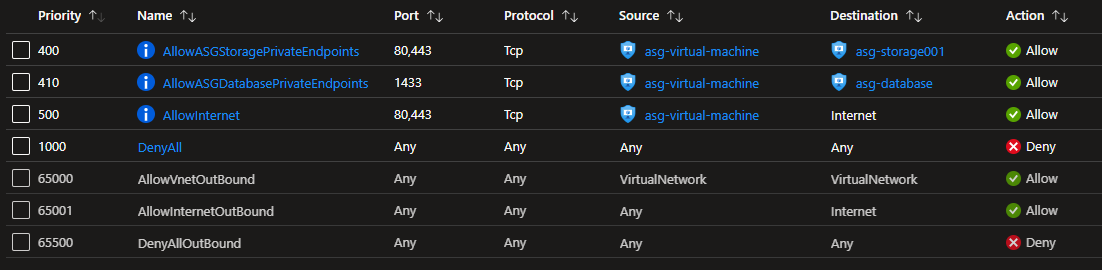 Priority Name Port Protocol Source Destination Action
400 AllowASGStoragePrivateEndpoints 80,443 Tcp asg-virtual-machine asg-storage001 Allow
410 AllowASGDatabasePrivateEndpoints 1433 Tcp asg-virtual-machine asg-database Allow
500 AllowInternet 80,443 Tcp asg-virtual-machine Internet Allow
1000 DenyAll Any Any Any Any Deny
65000 AllowVnetOutBound Any Any VirtualNetwork VirtualNetwork Allow
65001 AllowInternetOutBound Any Any Any Internet Allow
65500 DenyAllOutBound Any Any Any Any Deny